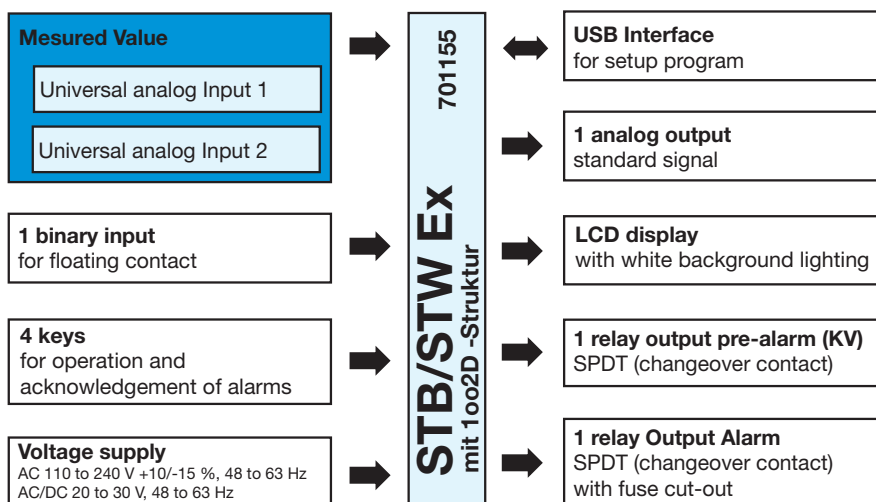 Mesured Value
Universal analog Input 1
Universal analog Input 2
1 binary input
for floating contact
4 keys
for operation and
acknowledgement of alarms
Voltage supply
AC 110 to 240 V +10/-15 %, 48 to 63 Hz
AC/DC 20 to 30 V, 48 to 63 Hz
STB/STW Ex 701155
mit 1oo2D -Struktur
USB Interface
for setup program
1 analog output
standard signal
LCD display
with white background lighting
1 relay output pre-alarm (KV)
SPDT (changeover contact)
1 relay Output Alarm
SPDT (changeover contact)
with fuse cut-out